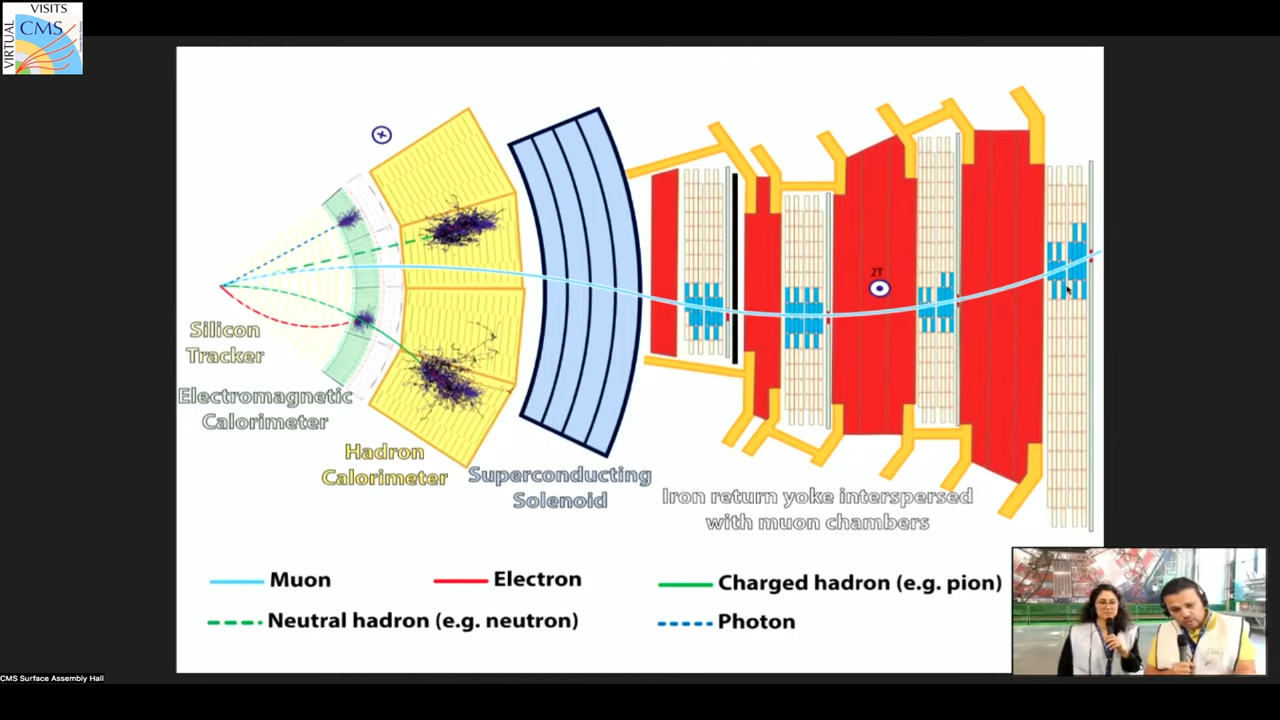 VISITS
CMS
VIRTUAL
2T
Silicon
Tracker
Electromagnetic
Calorimeter
Hadron
Calorimeter
Superconducting
Solenoid
Iron return yoke interspersed
with muon chambers
Muon
Electron
Charged hadron (e.g. pion)
Neutral hadron (e.g. neutron)
Photon
CMS Surface Assembly Hall